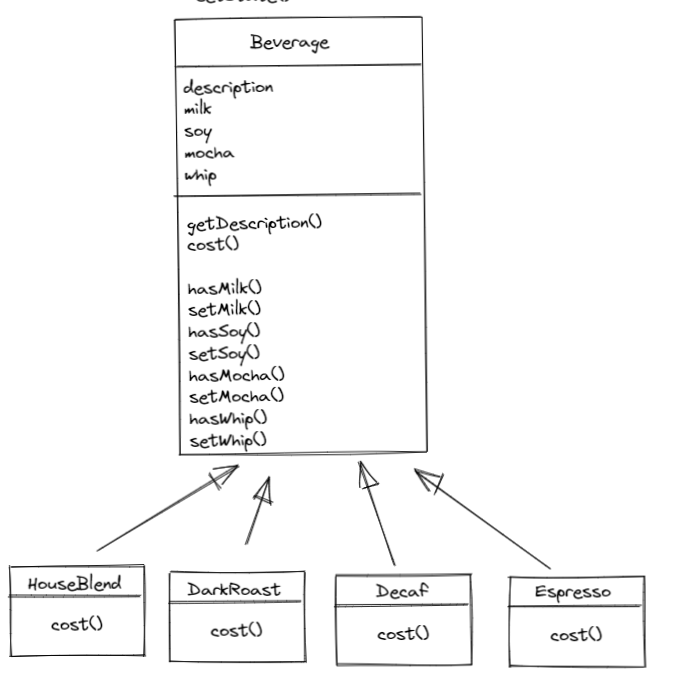 Beverage
description
milk
soy
mocha
whip
getDescription()
cost()
hasMilk()
setMilk()
hasSoy()
setSoy()
hasMocha()
setMocha()
hasWhip()
setWhip()
HouseBlend
DarkRoast
Decaf
Espresso
cost()
cost()
cost()
cost()